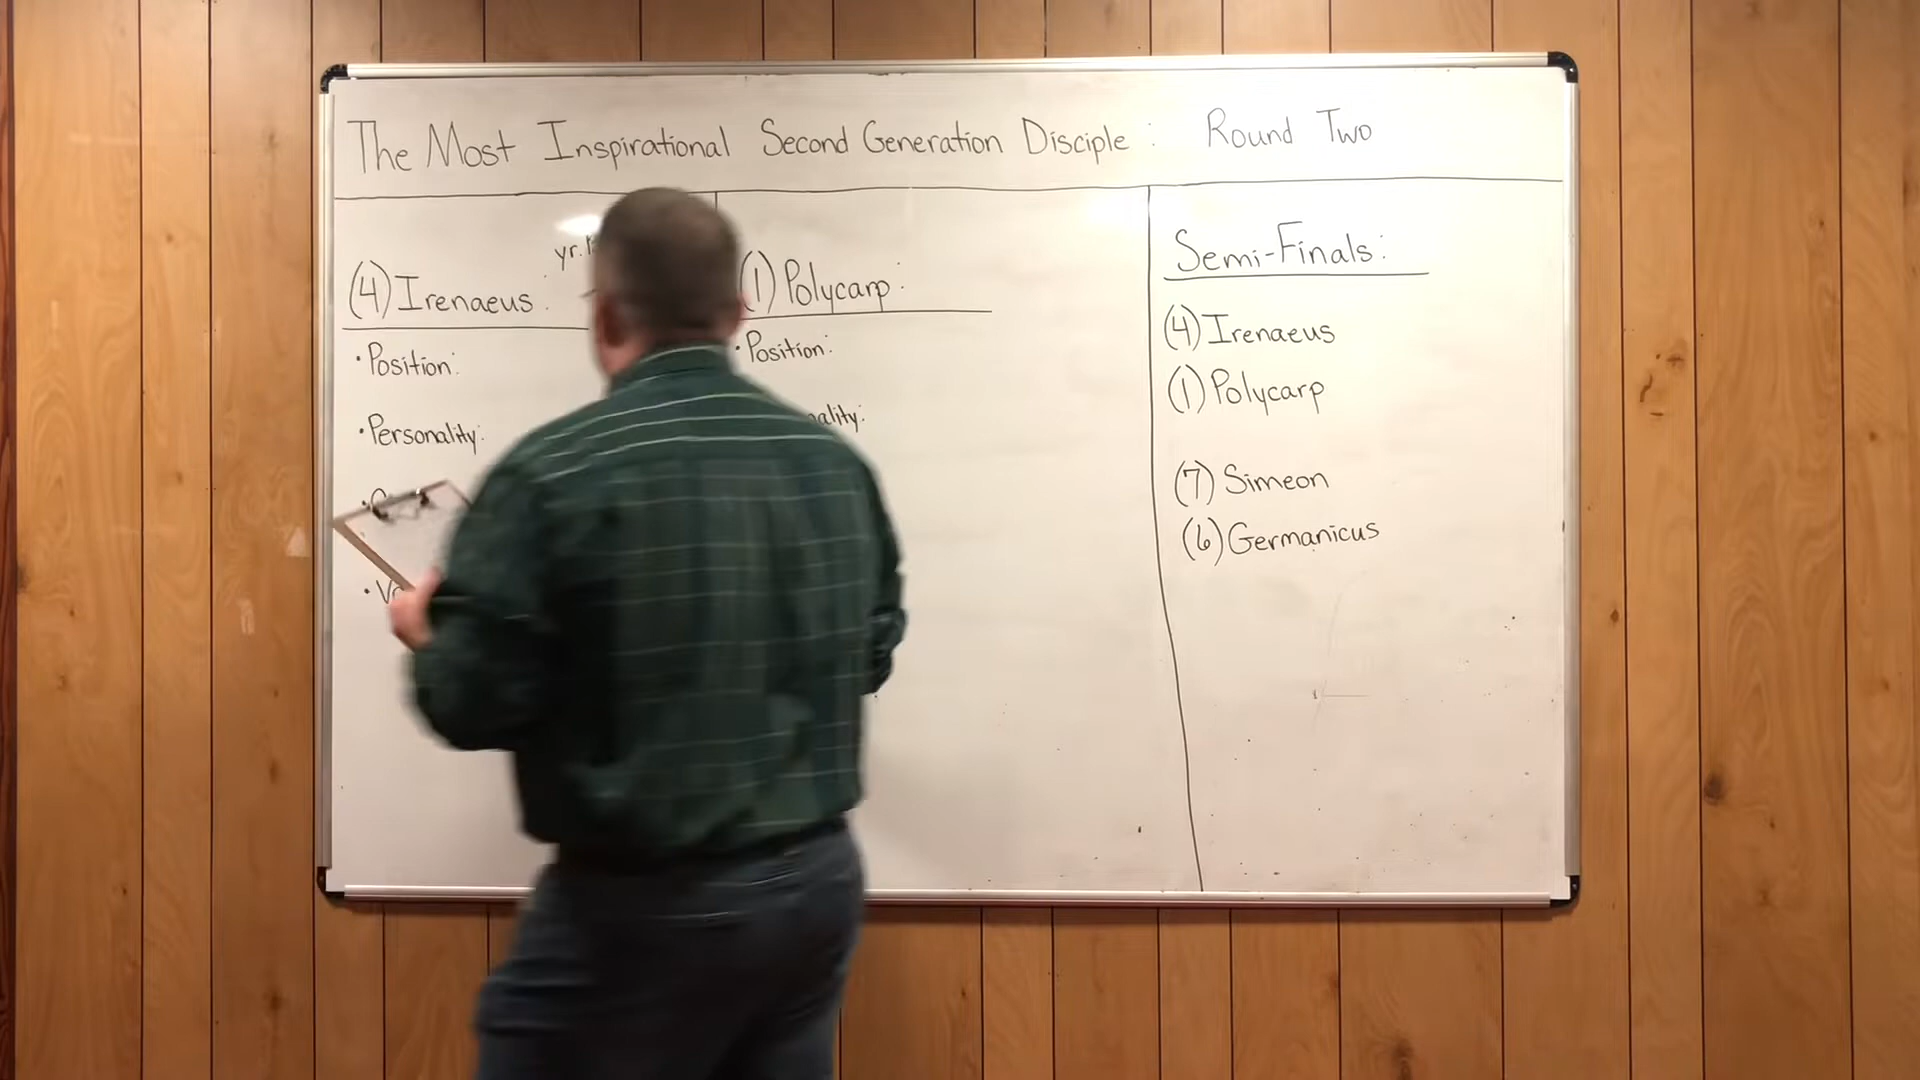 The Most Inspirational Second Generation Disciple: Round Two
yr.
(4) Irenaeus:
• Position:
• Personality:
(1) Polycarp:
• Position:
Semi-Finals:
(4) Irenaeus
(1) Polycarp
(7) Simeon
(6) Germanicus